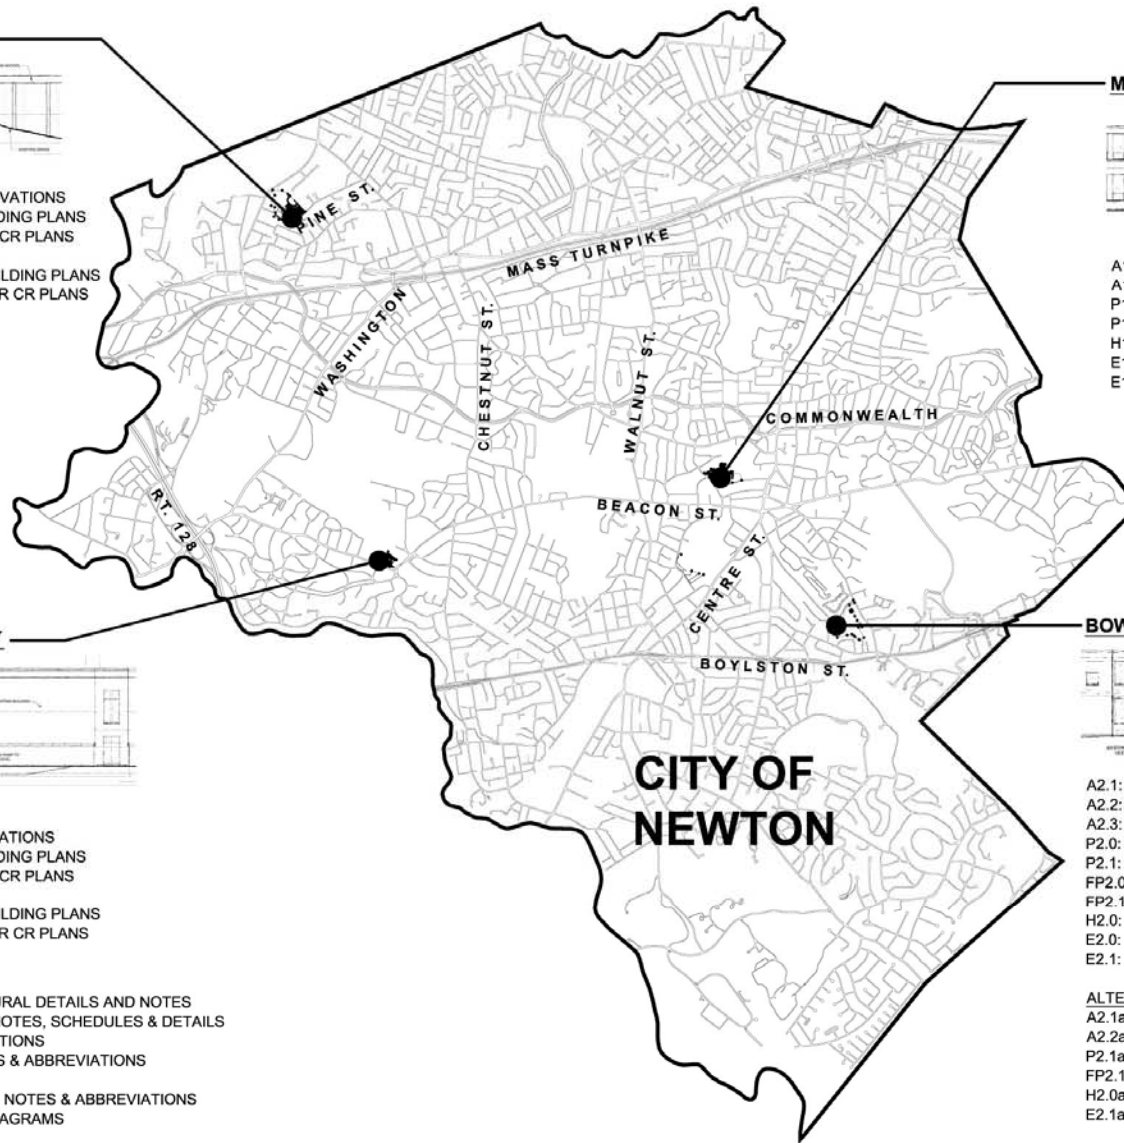 VATIONS
DING PLANS
CR PLANS
ILDING PLANS
R CR PLANS
M
A
A
P
P
H
E
E
PINE ST.
MASS TURNPIKE
WASHINGTON
CHESTNUT ST.
WALNUT ST.
COMMONWEALTH
BEACON ST.
RT. 128
CENTRE ST.
BOYLSTON ST.
CITY OF
NEWTON
BOW
A2.1:
A2.2:
A2.3:
P2.0:
P2.1:
FP2.0
FP2.1
H2.0:
E2.0:
E2.1:
ALTE
A2.1a
A2.2a
P2.1a
FP2.1
H2.0a
E2.1a
ATIONS
DING PLANS
CR PLANS
ILDING PLANS
R CR PLANS
URAL DETAILS AND NOTES
NOTES, SCHEDULES & DETAILS
TIONS
S & ABBREVIATIONS
NOTES & ABBREVIATIONS
AGRAMS